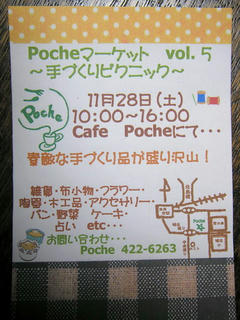 Pocheマーケット vol.5
～手づくりピクニック～
Poche
11月28日(土)
10:00～16:00
Cafe Pocheにて・・・
素敵な手づくり品が盛り沢山！
雑貨・布小物・フラワー・
陶器・木工品・アクセサリー・
パン・野菜 ケーキ・
占い etc・・・
お問い合わせ・・・
Poche 422-6263
Poche